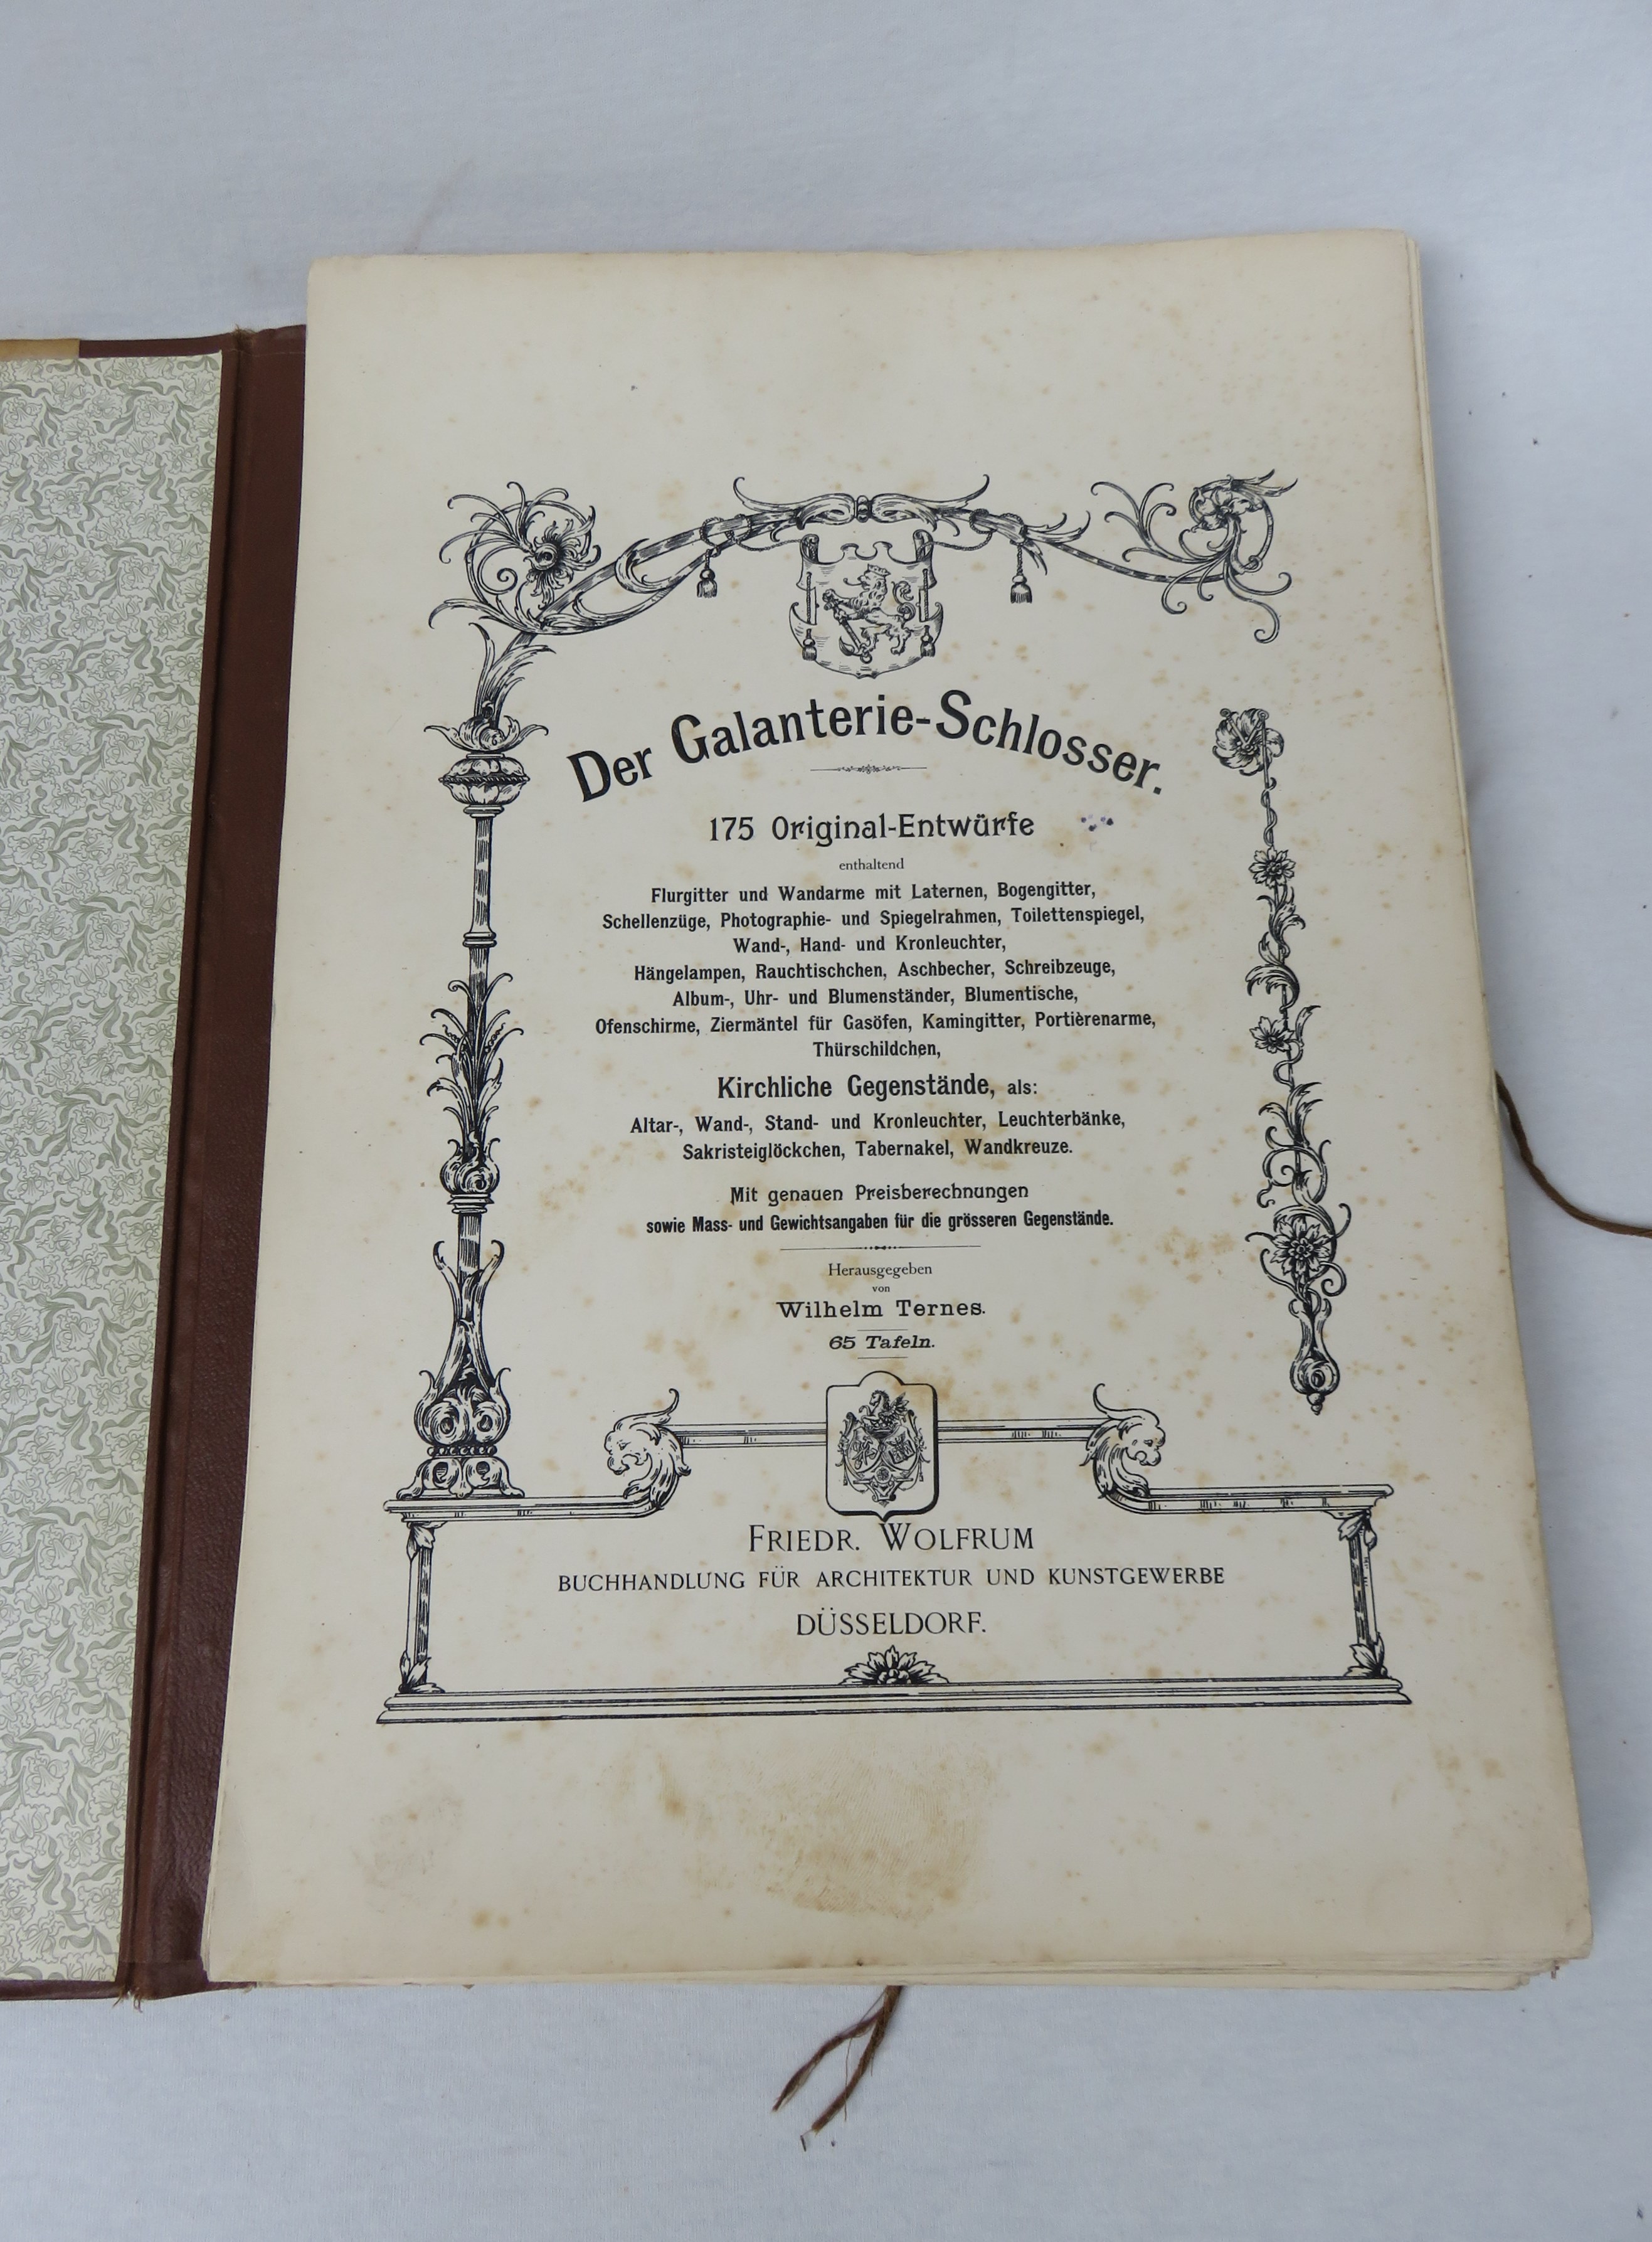 Der Galanterie-Schlosser.
175 Original-Entwürfe
enthaltend
Flurgitter und Wandarme mit Laternen, Bogengitter,
Schellenzüge, Photographie- und Spiegelrahmen, Toilettenspiegel,
Wand-, Hand- und Kronleuchter,
Hängelampen, Rauchtischchen, Aschbecher, Schreibzeuge,
Album-, Uhr- und Blumenständer, Blumentische,
Ofenschirme, Ziermäntel für Gasöfen, Kamingitter, Portièrenarme,
Thürschildchen,
Kirchliche Gegenstände, als:
Altar-, Wand-, Stand- und Kronleuchter, Leuchterbänke,
Sakristeiglöckchen, Tabernakel, Wandkreuze.
Mit genauen Preisberechnungen
sowie Mass- und Gewichtsangaben für die grösseren Gegenstände.
Herausgegeben
von
Wilhelm Ternes.
65 Tafeln.
FRIEDR. WOLFRUM
BUCHHANDLUNG FÜR ARCHITEKTUR UND KUNSTGEWERBE
DÜSSELDORF.